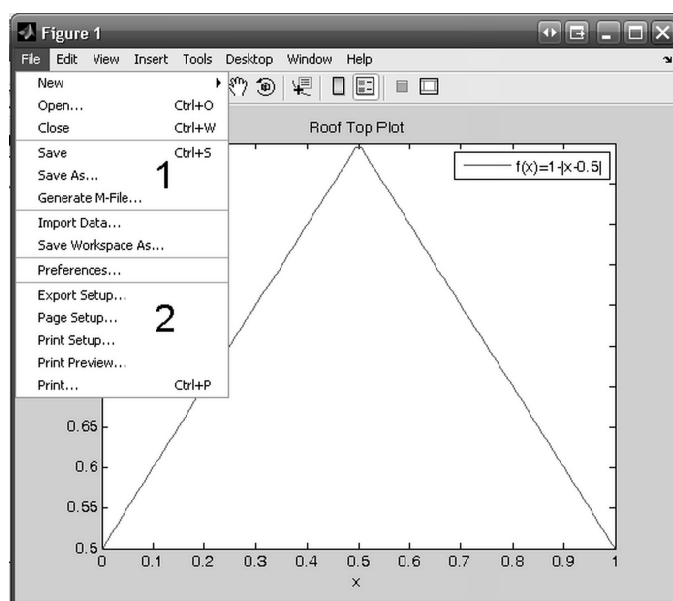 Figure 1
File Edit View Insert Tools Desktop Window Help
New
Open... Ctrl+O
Close Ctrl+W
Save Ctrl+S
Save As...
1
Generate M-File...
Import Data...
Save Workspace As...
Preferences...
Export Setup...
Page Setup...
2
Print Setup...
Print Preview...
Print... Ctrl+P
Roof Top Plot
f(x)=1-|x-0.5|
0.65
0.6
0.55
0.5
0 0.1 0.2 0.3 0.4 0.5 0.6 0.7 0.8 0.9 1
x